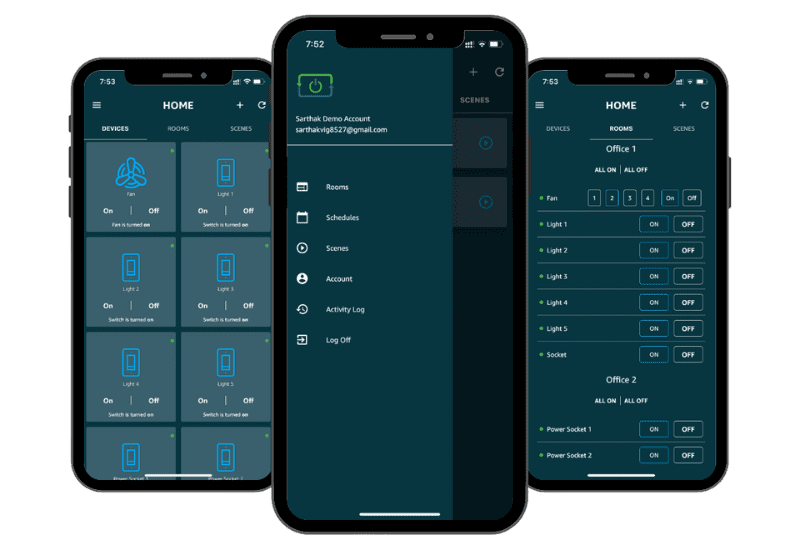 7:53
HOME
DEVICES ROOMS SCENES
Fan
On | Off
Fan is turned on
Light 1
On | Off
Switch is turned on
Light 2
On | Off
Switch is turned on
Light 3
On | Off
Switch is turned on
Light 4
On | Off
Switch is turned on
Light 5
On | Off
Switch is turned on
Power Socket
7:52
Sarthak Demo Account
sarthakvig8527@gmail.com
Rooms
Schedules
Scenes
Account
Activity Log
Log Off
SCENES
7:53
HOME
DEVICES ROOMS SCENES
Office 1
ALL ON | ALL OFF
Fan 1 2 3 4 On Off
Light 1 ON OFF
Light 2 ON OFF
Light 3 ON OFF
Light 4 ON OFF
Light 5 ON OFF
Socket ON OFF
Office 2
ALL ON | ALL OFF
Power Socket 1 ON OFF
Power Socket 2 ON OFF